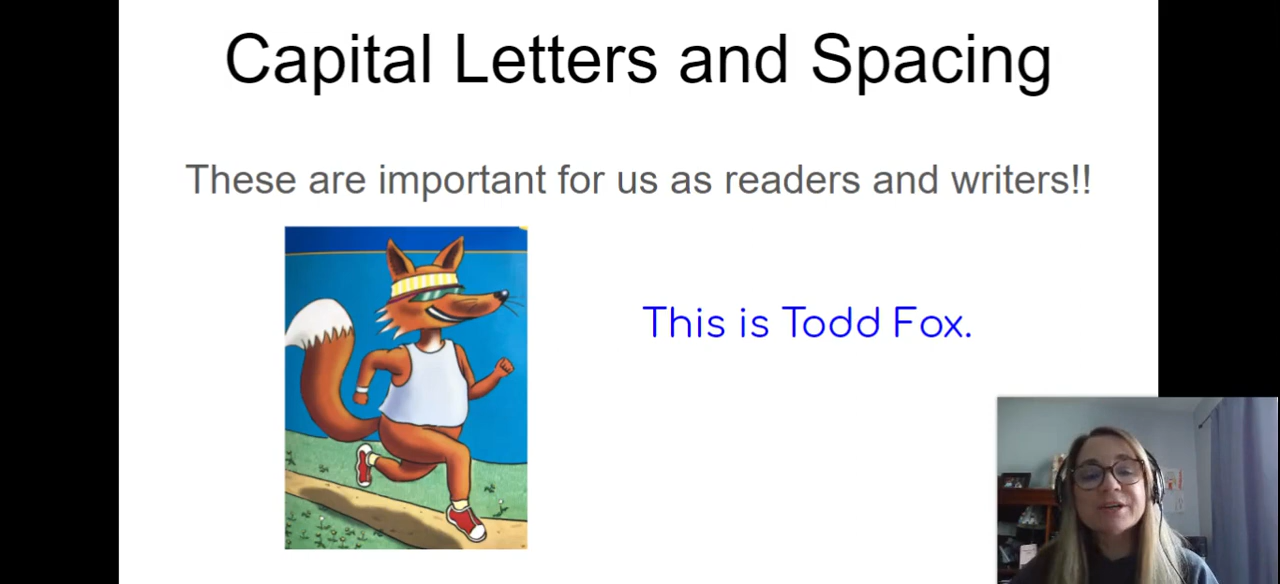 Capital Letters and Spacing
These are important for us as readers and writers!!
This is Todd Fox.